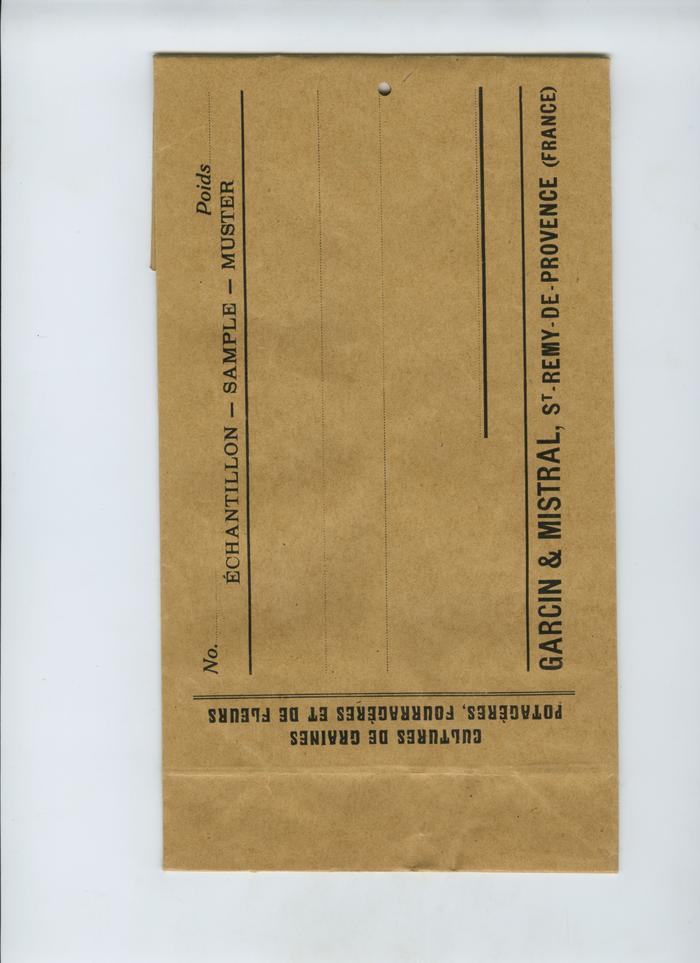 No. Poids
ÉCHANTILLON — SAMPLE — MUSTER
GARCIN & MISTRAL, ST-REMY-DE-PROVENCE (FRANCE)
CULTURES DE GRAINES
POTAGÈRES, FOURRAGÈRES ET DE FLEURS